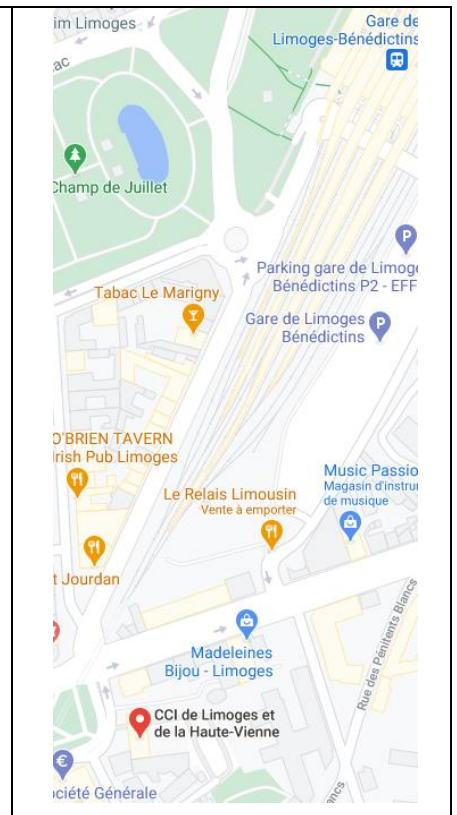 im Limoges
Gare de
Limoges-Bénédictins
ac
Champ de Juillet
Parking gare de Limoge
Bénédictins P2 - EFF
Tabac Le Marigny
Gare de Limoges
Bénédictins
O'BRIEN TAVERN
Irish Pub Limoges
Music Passio
Magasin d'instru
de musique
Le Relais Limousin
Vente à emporter
t Jourdan
Rue des Pénitents Blancs
Madeleines
Bijou - Limoges
CCI de Limoges et
de la Haute-Vienne
ociété Générale
ancs